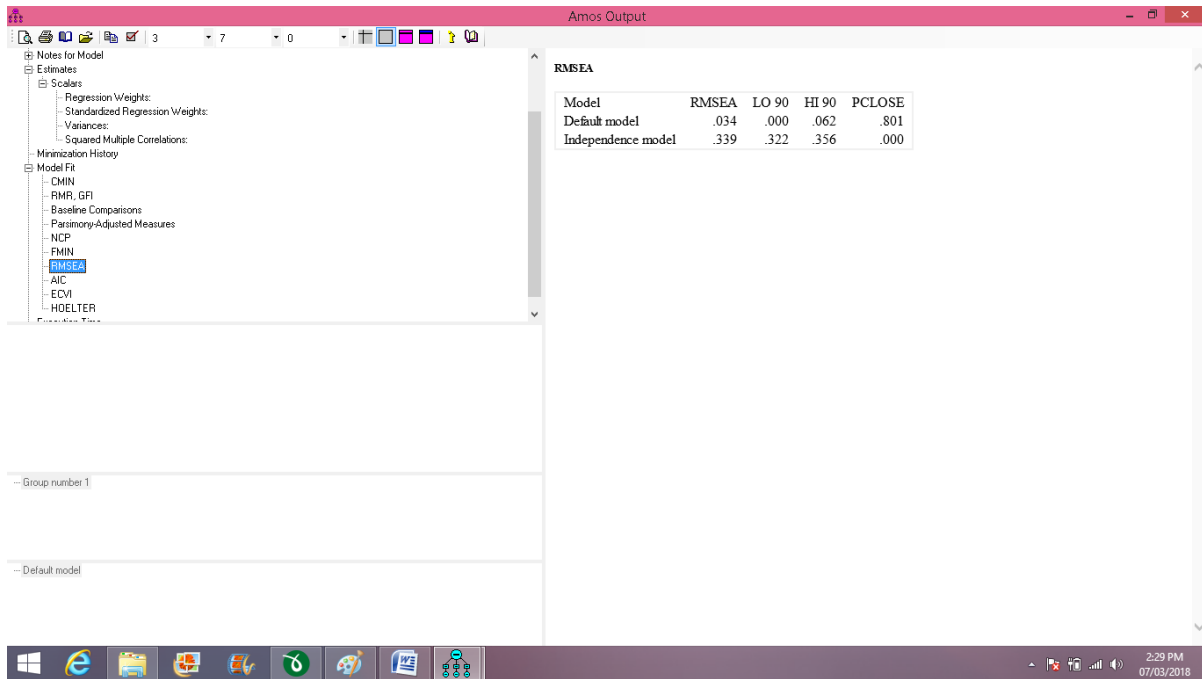 Amos Output
3 7 0
Notes for Model
Estimates
Scalars
Regression Weights:
Standardized Regression Weights:
Variances:
Squared Multiple Correlations:
Minimization History
Model Fit
CMIN
RMR, GFI
Baseline Comparisons
Parsimony-Adjusted Measures
NCP
FMIN
RMSEA
AIC
ECVI
HOELTER
Execution Time
Group number 1
Default model
RMSEA
Model RMSEA LO 90 HI 90 PCLOSE
Default model .034 .000 .062 .801
Independence model .339 .322 .356 .000
2:29 PM
07/03/2018